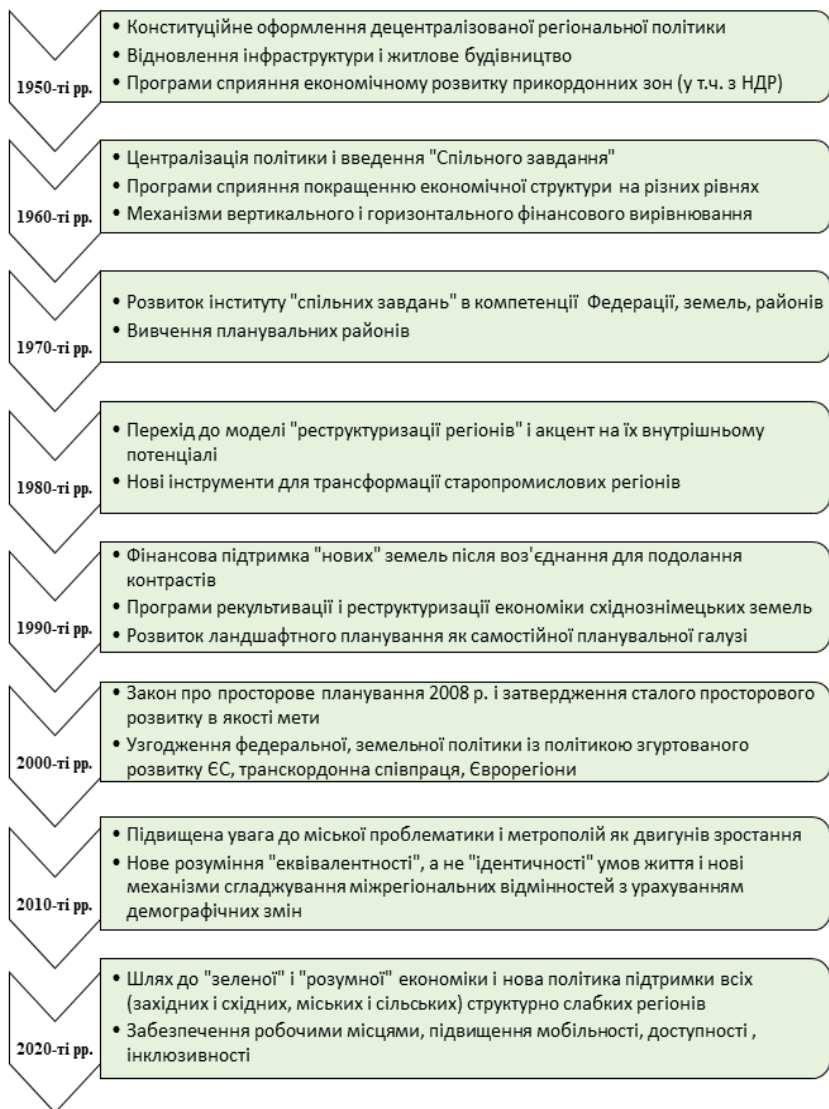 • Конституційне оформлення децентралізованої регіональної політики
• Відновлення інфраструктури і житлове будівництво
1950-ті рр.
• Програми сприяння економічному розвитку прикордонних зон (у т.ч. з НДР)
• Централізація політики і введення "Спільного завдання"
• Програми сприяння покращенню економічної структури на різних рівнях
1960-ті рр.
• Механізми вертикального і горизонтального фінансового вирівнювання
• Розвиток інституту "спільних завдань" в компетенції Федерації, земель, районів
• Вивчення планувальних районів
1970-ті рр.
• Перехід до моделі "реструктуризації регіонів" і акцент на їх внутрішньому
потенціалі
• Нові інструменти для трансформації старопромислових регіонів
1980-ті рр.
• Фінансова підтримка "нових" земель після воз'єднання для подолання
контрастів
• Програми рекультивації і реструктуризації економіки східнознімецьких земель
• Розвиток ландшафтного планування як самостійної планувальної галузі
1990-ті рр.
• Закон про просторове планування 2008 р. і затвердження сталого просторового
розвитку в якості мети
• Узгодження федеральної, земельної політики із політикою згуртованого
розвитку ЄС, транскордонна співпраця, Єврорегіони
2000-ті рр.
• Підвищена увага до міської проблематики і метрополій як двигунів зростання
• Нове розуміння "еквівалентності", а не "ідентичності" умов життя і нові
механізми сгладжування міжрегіональних відмінностей з урахуванням
2010-ті рр.
демографічних змін
• Шлях до "зеленої" і "розумної" економіки і нова політика підтримки всіх
(західних і східних, міських і сільських) структурно слабких регіонів
• Забезпечення робочими місцями, підвищення мобільності, доступності ,
2020-ті рр.
інклюзивності